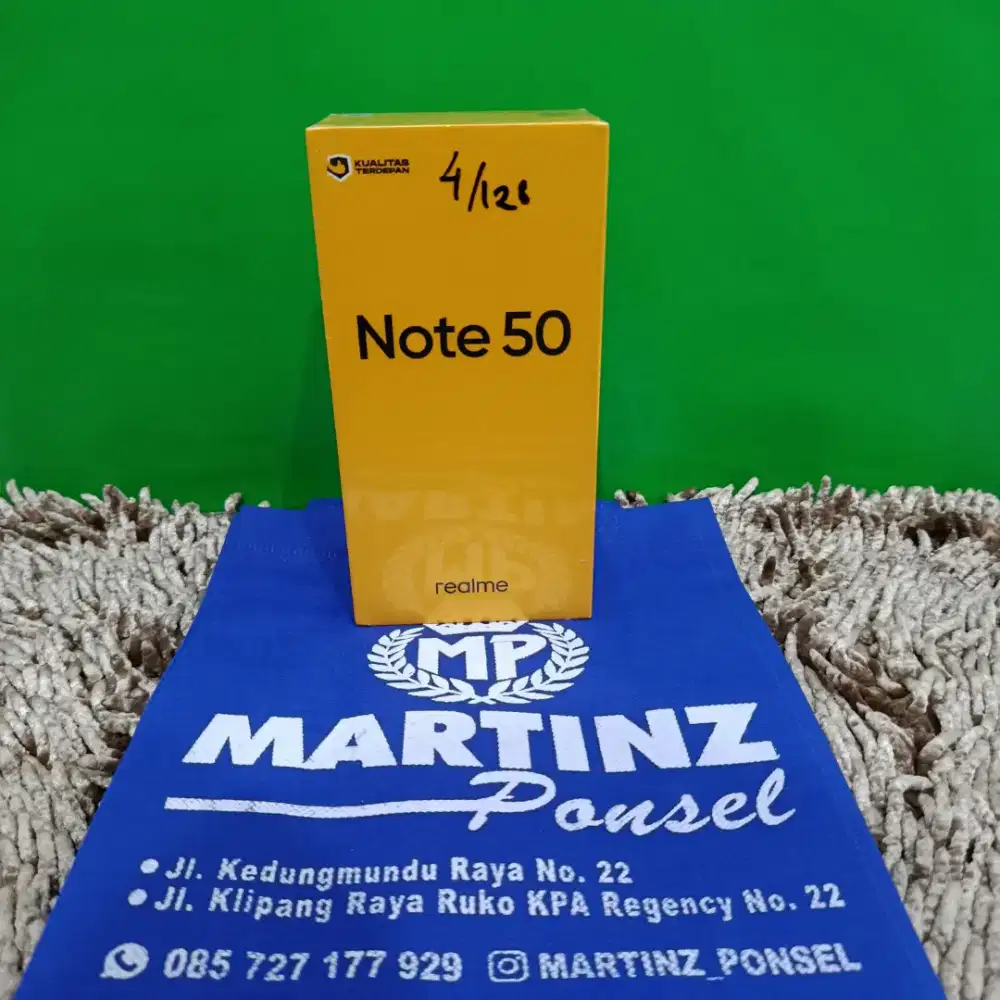 KUALITAS
TERDEPAN
4/128
Note 50
realme
MP
MARTINZ
Ponsel
• Jl. Kedungmundu Raya No. 22
• Jl. Klipang Raya Ruko KPA Regency No. 22
085 727 177 929 MARTINZ_PONSEL